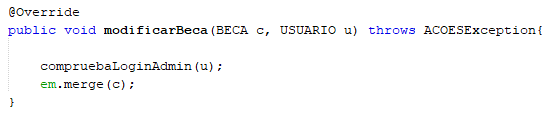 @Override
public void modificarBeca(BECA c, USUARIO u) throws ACOESException{
compruebaLoginAdmin(u);
em.merge(c);
}